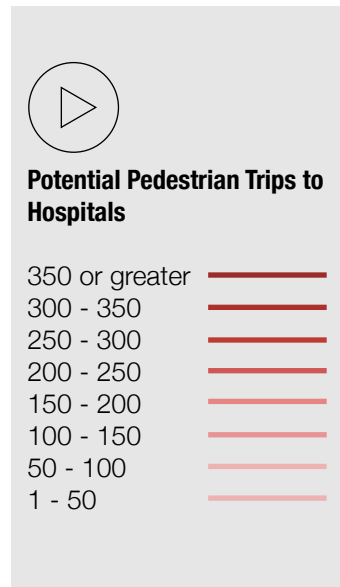 Potential Pedestrian Trips to
Hospitals
350 or greater
300 - 350
250 - 300
200 - 250
150 - 200
100 - 150
50 - 100
1 - 50